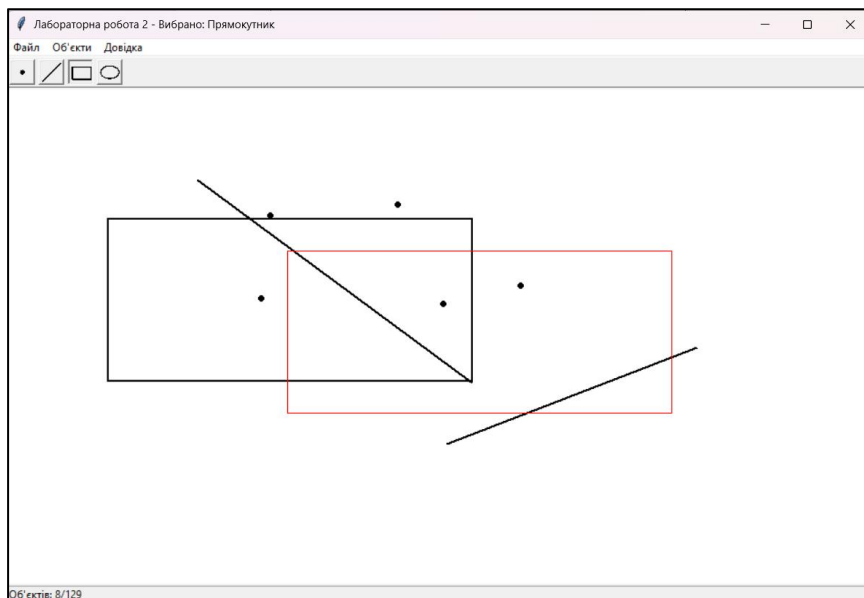 Лабораторна робота 2 - Вибрано: Прямокутник
Файл Об'єкти Довідка
Об'єктів: 8/129